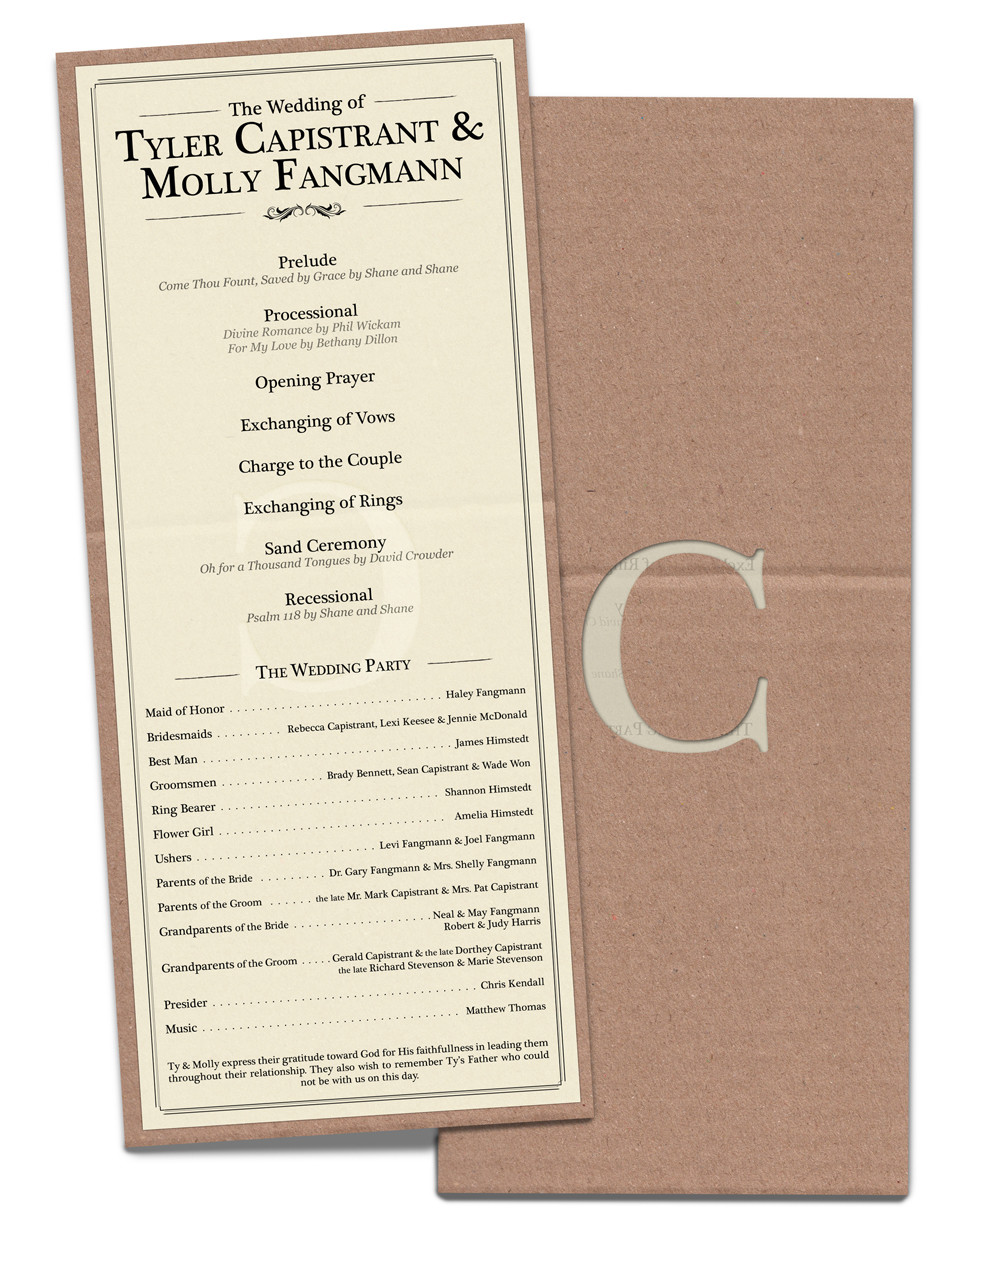 The Wedding of
TYLER CAPISTRANT &
MOLLY FANGMANN
Prelude
Come Thou Fount, Saved by Grace by Shane and Shane
Processional
Divine Romance by Phil Wickam
For My Love by Bethany Dillon
Opening Prayer
Exchanging of Vows
Charge to the Couple
Exchanging of Rings
Sand Ceremony
Oh for a Thousand Tongues by David Crowder
Recessional
Psalm 118 by Shane and Shane
THE WEDDING PARTY
Maid of Honor . . . . . . . . . . . . . . . . . . . . . . . . . . . . Haley Fangmann
Bridesmaids . . . . . . . . . Rebecca Capistrant, Lexi Keesee & Jennie McDonald
Best Man . . . . . . . . . . . . . . . . . . . . . . . . . . . . . . . . . James Himstedt
Groomsmen . . . . . . . . . . . . . Brady Bennett, Sean Capistrant & Wade Won
Ring Bearer . . . . . . . . . . . . . . . . . . . . . . . . . . . . Shannon Himstedt
Flower Girl . . . . . . . . . . . . . . . . . . . . . . . . . . . . . Amelia Himstedt
Ushers . . . . . . . . . . . . . . . . . . . . . . . Levi Fangmann & Joel Fangmann
Parents of the Bride . . . . . . . . . Dr. Gary Fangmann & Mrs. Shelly Fangmann
Parents of the Groom . . . . . . the late Mr. Mark Capistrant & Mrs. Pat Capistrant
Grandparents of the Bride . . . . . . . . . . . . . . . . . Neal & May Fangmann
Robert & Judy Harris
Grandparents of the Groom . . . . . Gerald Capistrant & the late Dorthey Capistrant
the late Richard Stevenson & Marie Stevenson
Presider . . . . . . . . . . . . . . . . . . . . . . . . . . . . . . . . . . Chris Kendall
Music . . . . . . . . . . . . . . . . . . . . . . . . . . . . . . . . . Matthew Thomas
Ty & Molly express their gratitude toward God for His faithfullness in leading them
throughout their relationship. They also wish to remember Ty's Father who could
not be with us on this day.
C